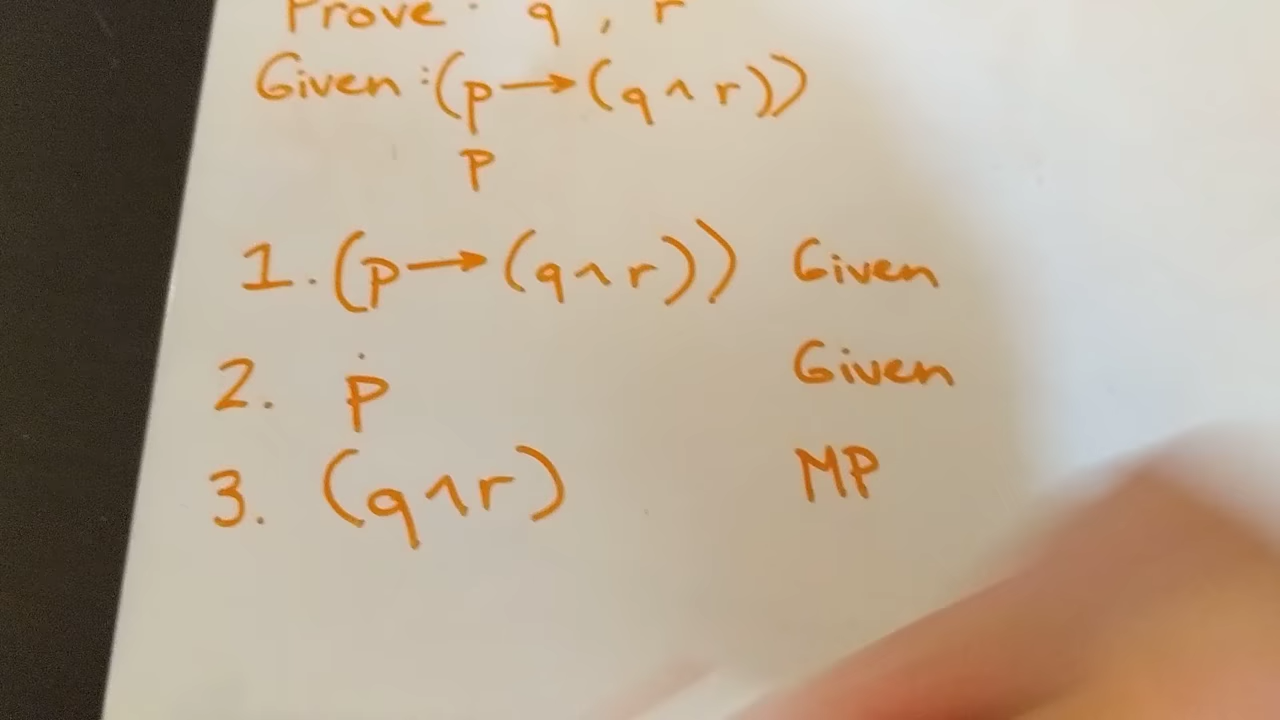 Prove: q, r
Given: (p→(q∧r))
p
1. (p→(q∧r)) Given
2. p Given
3. (q∧r) MP